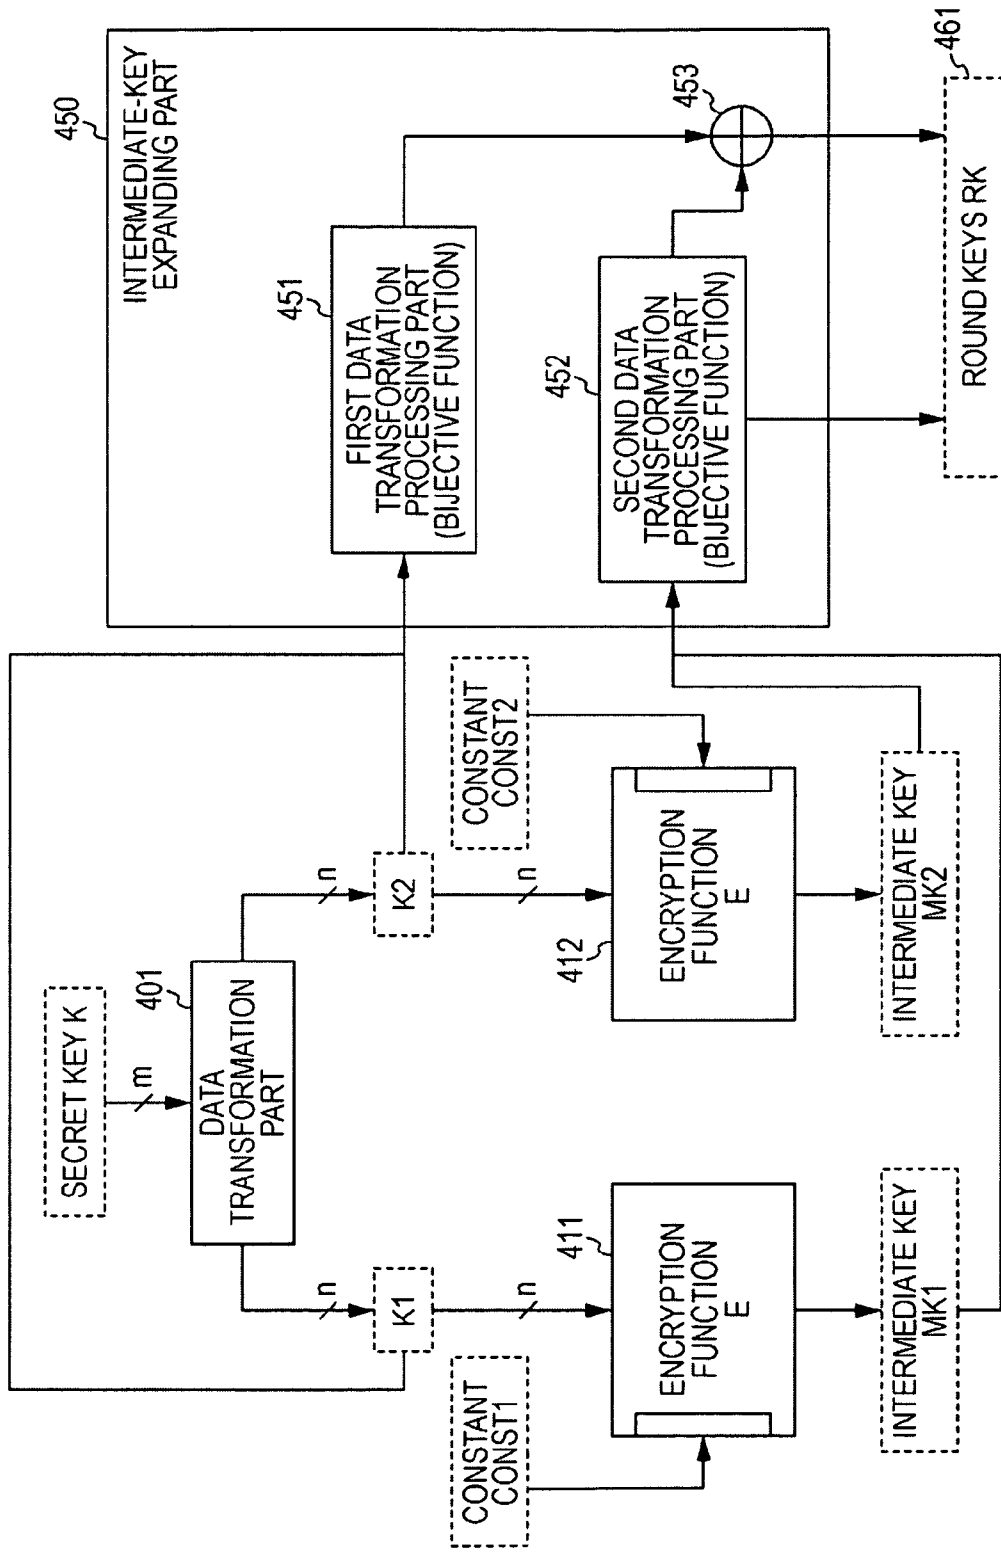 SECRET KEY K
m
401
DATA
TRANSFORMATION
PART
n
n
K1
K2
CONSTANT
CONST1
n
n
CONSTANT
CONST2
411
ENCRYPTION
FUNCTION
E
412
ENCRYPTION
FUNCTION
E
INTERMEDIATE KEY
MK1
INTERMEDIATE KEY
MK2
450
INTERMEDIATE-KEY
EXPANDING PART
451
FIRST DATA
TRANSFORMATION
PROCESSING PART
(BIJECTIVE FUNCTION)
452
SECOND DATA
TRANSFORMATION
PROCESSING PART
(BIJECTIVE FUNCTION)
453
461
ROUND KEYS RK